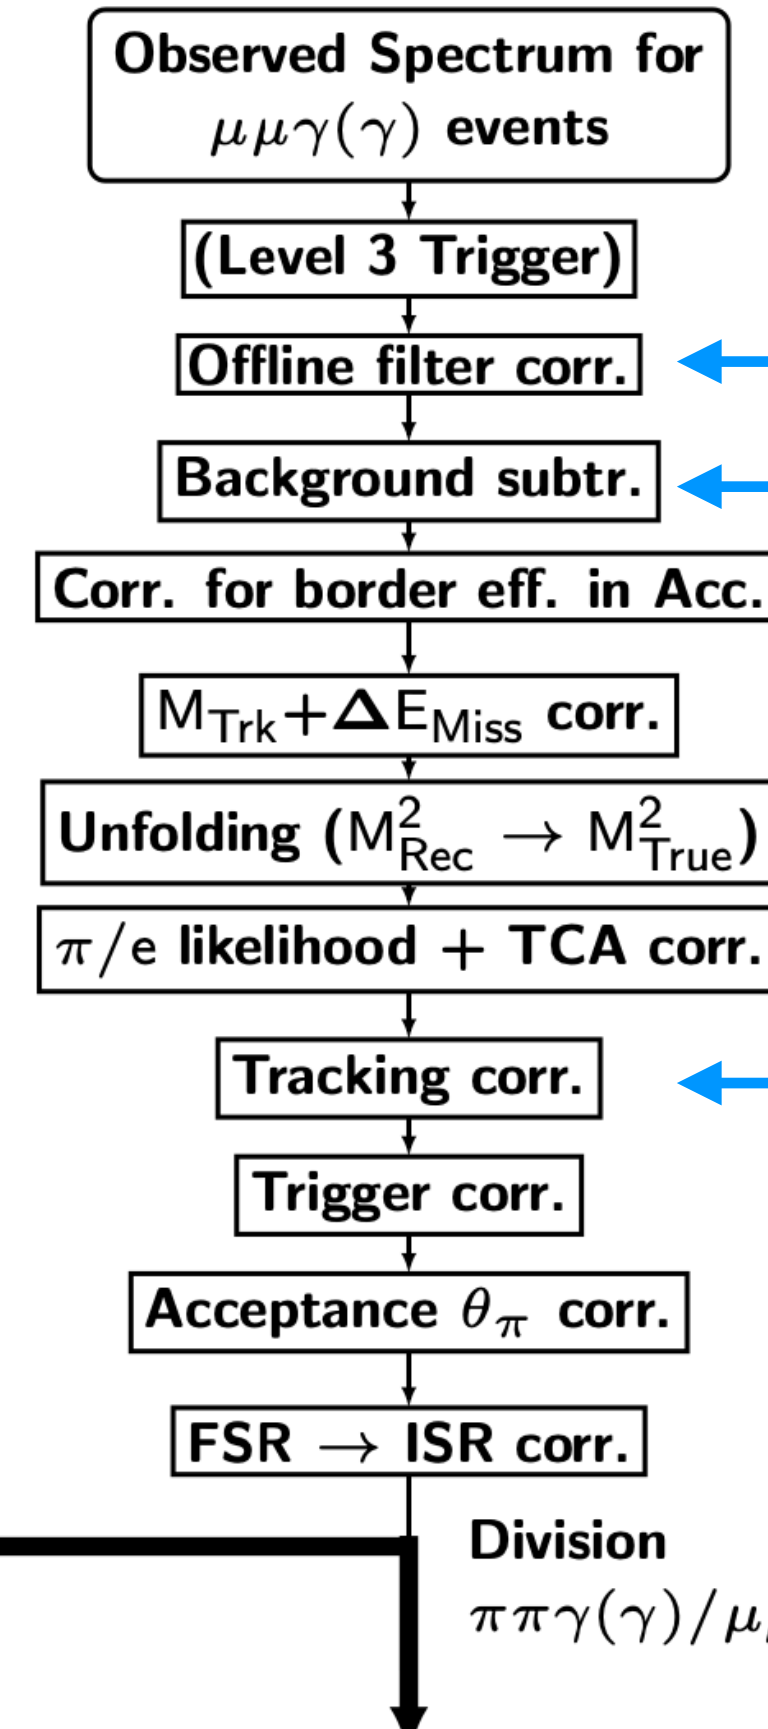 Observed Spectrum for
μμγ(γ) events
(Level 3 Trigger)
Offline filter corr.
Background subtr.
Corr. for border eff. in Acc.
M_Trk+ΔE_Miss corr.
Unfolding (M²_Rec → M²_True)
π/e likelihood + TCA corr.
Tracking corr.
Trigger corr.
Acceptance θ_π corr.
FSR → ISR corr.
Division
ππγ(γ)/μ